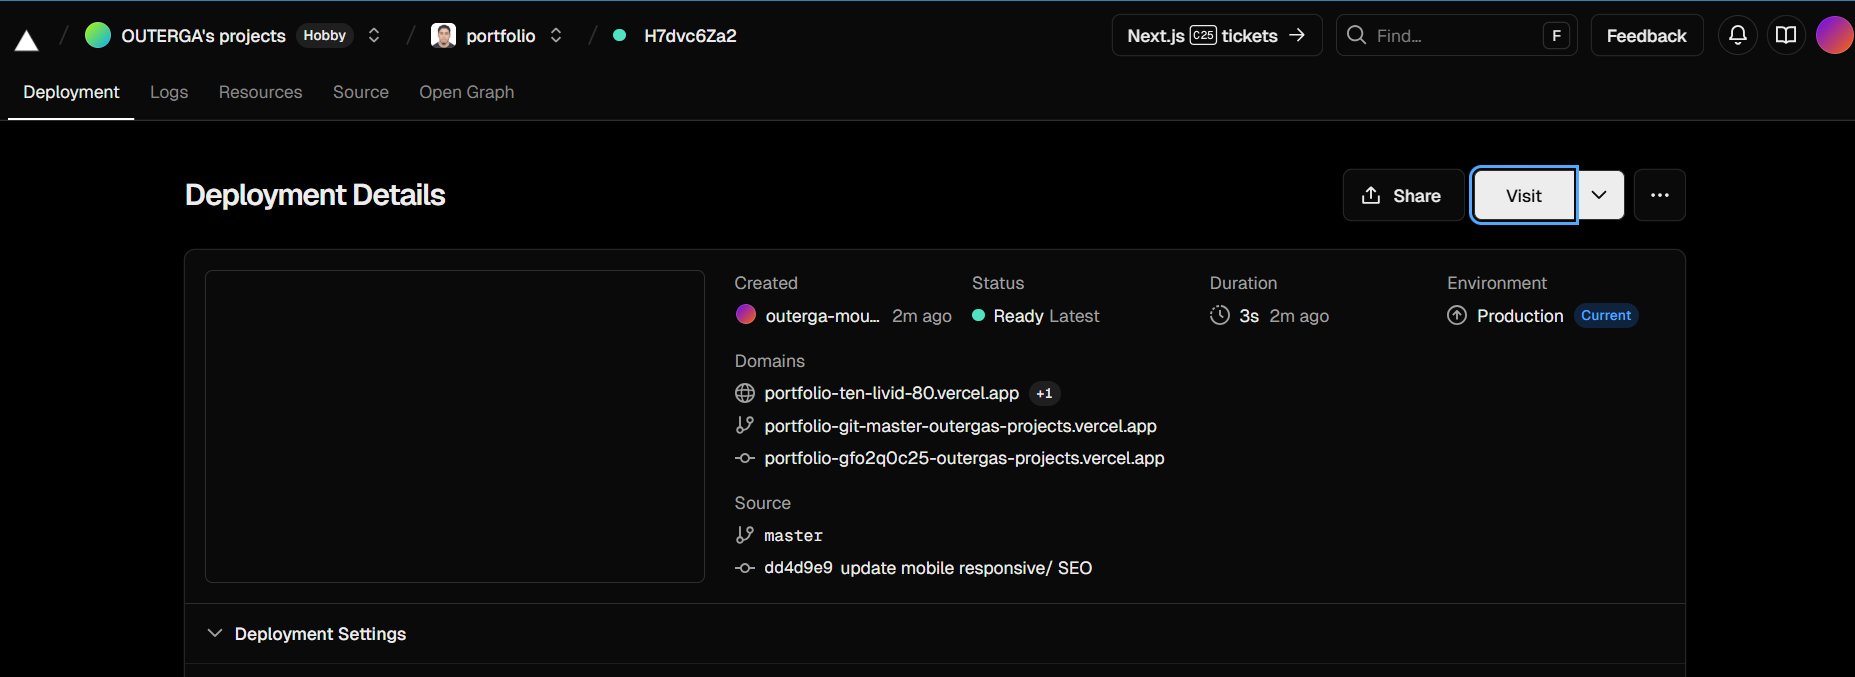 OUTERGA's projects Hobby portfolio H7dvc6Za2 Next.js C25 tickets Find... F Feedback
Deployment Logs Resources Source Open Graph
Deployment Details Share Visit
Created Status Duration Environment
outerga-mou... 2m ago Ready Latest 3s 2m ago Production Current
Domains
portfolio-ten-livid-80.vercel.app +1
portfolio-git-master-outergas-projects.vercel.app
portfolio-gfo2q0c25-outergas-projects.vercel.app
Source
master
dd4d9e9 update mobile responsive/ SEO
Deployment Settings